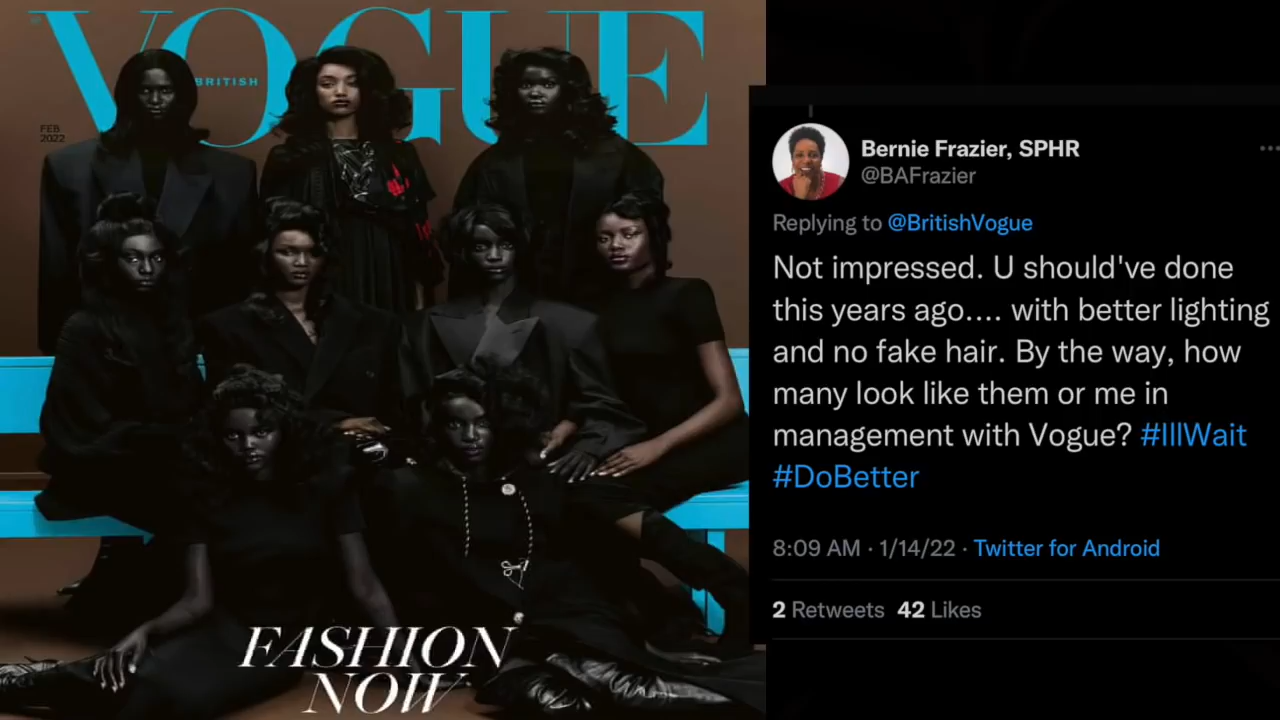 VOGUE
BRITISH
FEB
2022
FASHION
NOW
Bernie Frazier, SPHR
@BAFrazier
Replying to @BritishVogue
Not impressed. U should've done
this years ago.... with better lighting
and no fake hair. By the way, how
many look like them or me in
management with Vogue? #IllWait
#DoBetter
8:09 AM · 1/14/22 · Twitter for Android
2 Retweets 42 Likes